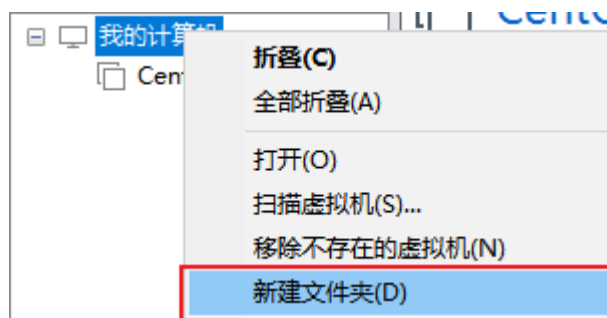 我的计算机
Cent
折叠(C)
全部折叠(A)
打开(O)
扫描虚拟机(S)...
移除不存在的虚拟机(N)
新建文件夹(D)